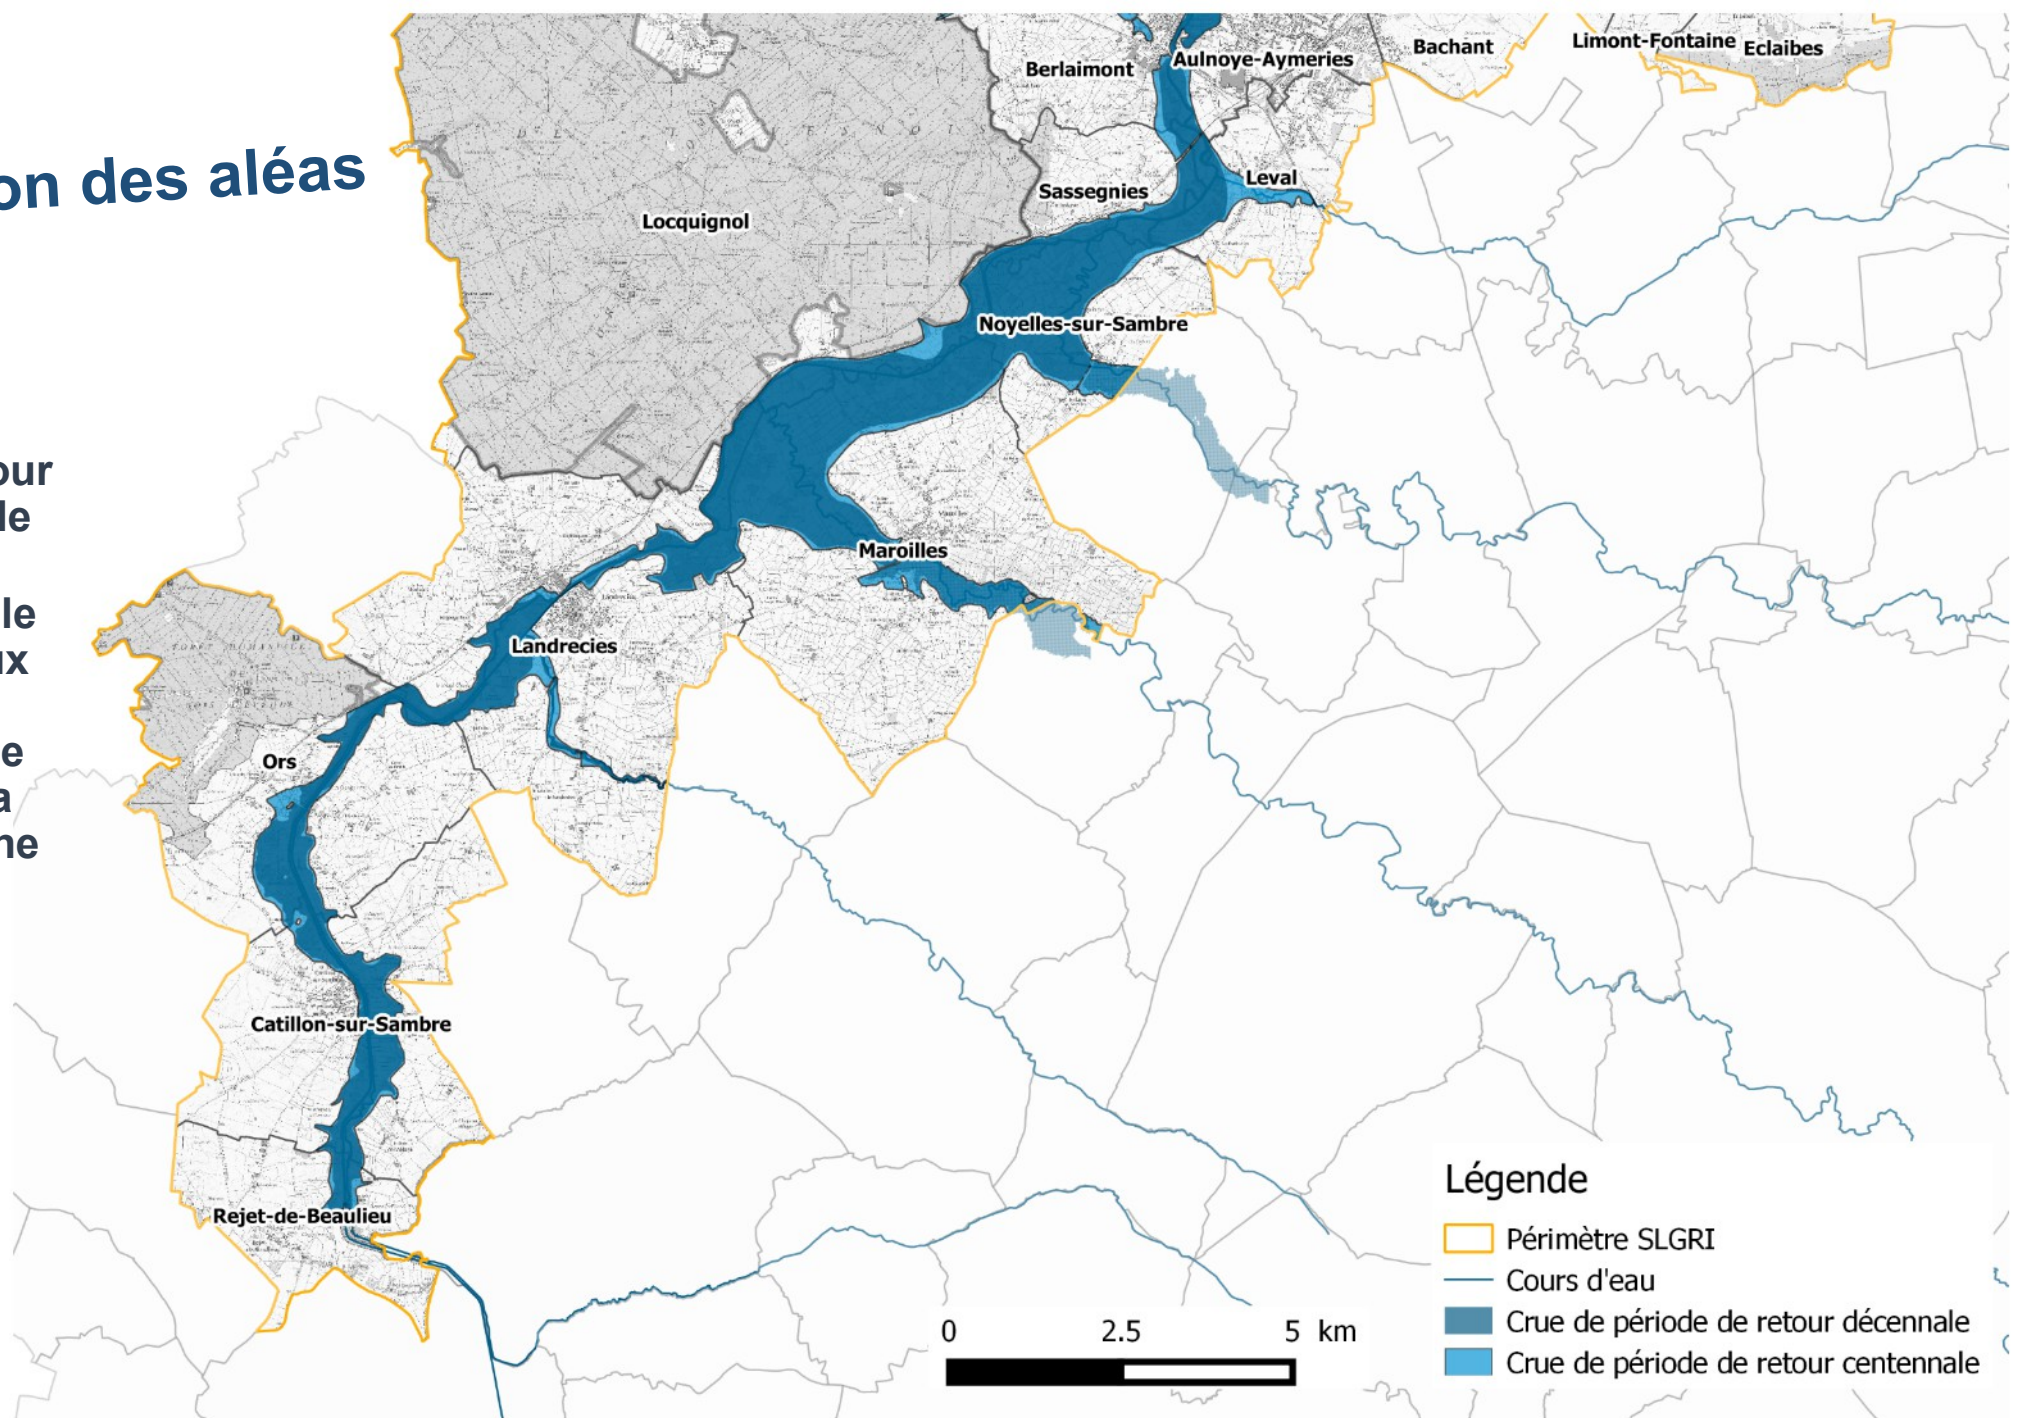 on des aléas
our
le
le
ux
e
a
ne
Bachant
Limont-Fontaine
Eclaibes
Berlaimont
Aulnoye-Aymeries
Sassegnies
Leval
Locquignol
Noyelles-sur-Sambre
Maroilles
Landrecies
Ors
Catillon-sur-Sambre
Rejet-de-Beaulieu
Légende
Périmètre SLGRI
Cours d'eau
Crue de période de retour décennale
Crue de période de retour centennale
0 2.5 5 km